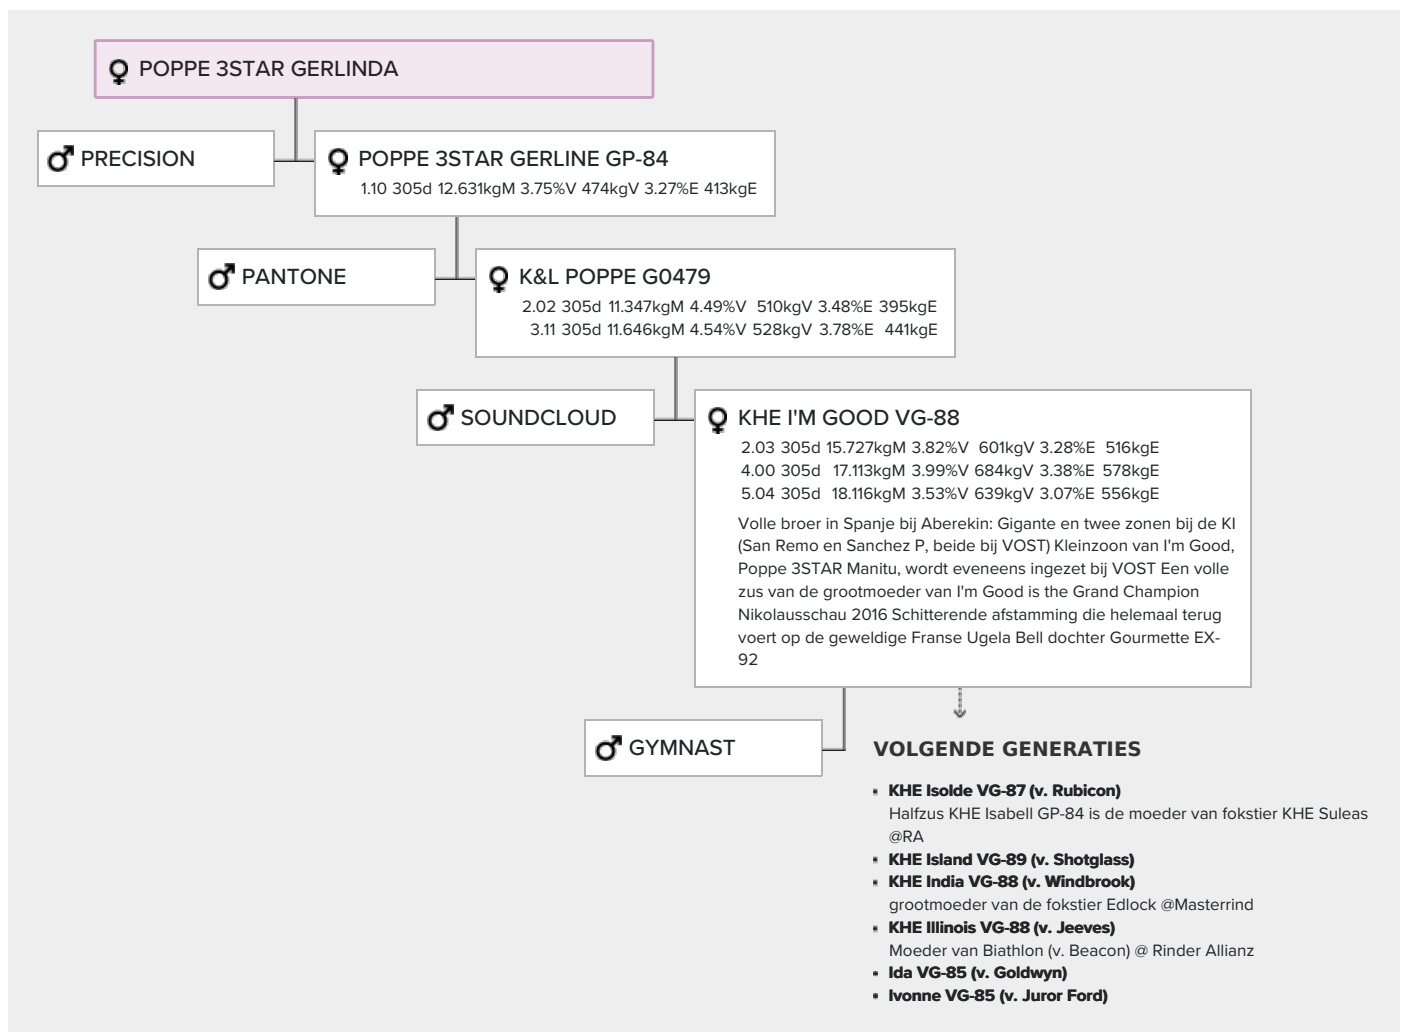 POPPE 3STAR GERLINDA
PRECISION
POPPE 3STAR GERLINE GP-84
1.10 305d 12.631kgM 3.75%V 474kgV 3.27%E 413kgE
PANTONE
K&L POPPE G0479
2.02 305d 11.347kgM 4.49%V 510kgV 3.48%E 395kgE
3.11 305d 11.646kgM 4.54%V 528kgV 3.78%E 441kgE
SOUNDCLOUD
KHE I'M GOOD VG-88
2.03 305d 15.727kgM 3.82%V 601kgV 3.28%E 516kgE
4.00 305d 17.113kgM 3.99%V 684kgV 3.38%E 578kgE
5.04 305d 18.116kgM 3.53%V 639kgV 3.07%E 556kgE
Volle broer in Spanje bij Aberekin: Gigante en twee zonen bij de KI
(San Remo en Sanchez P, beide bij VOST) Kleinzoon van I'm Good,
Poppe 3STAR Manitu, wordt eveneens ingezet bij VOST Een volle
zus van de grootmoeder van I'm Good is the Grand Champion
Nikolausschau 2016 Schitterende afstamming die helemaal terug
voert op de geweldige Franse Ugela Bell dochter Gourmette EX-
92
GYMNAST
VOLGENDE GENERATIES
KHE Isolde VG-87 (v. Rubicon)
Halfzus KHE Isabell GP-84 is de moeder van fokstier KHE Suleas
@RA
KHE Island VG-89 (v. Shotglass)
KHE India VG-88 (v. Windbrook)
grootmoeder van de fokstier Edlock @Masterrind
KHE Illinois VG-88 (v. Jeeves)
Moeder van Biathlon (v. Beacon) @ Rinder Allianz
Ida VG-85 (v. Goldwyn)
Ivonne VG-85 (v. Juror Ford)